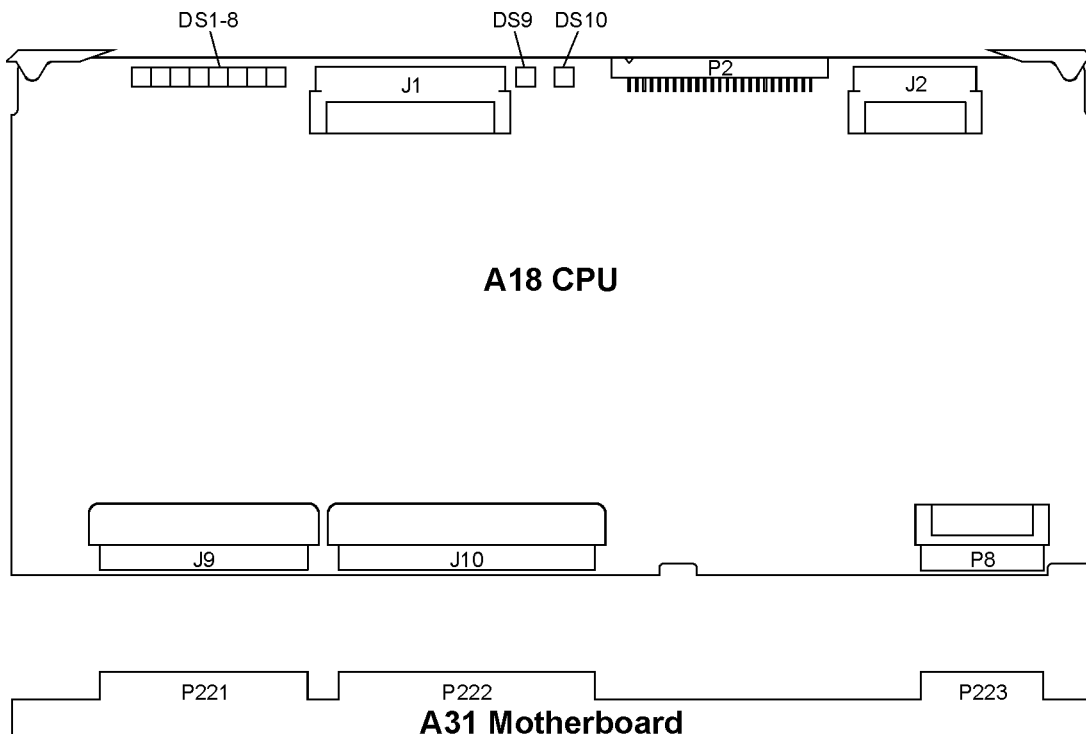 DS1-8 DS9 DS10
J1 P2 J2
A18 CPU
J9 J10 P8
P221 P222 P223
A31 Motherboard